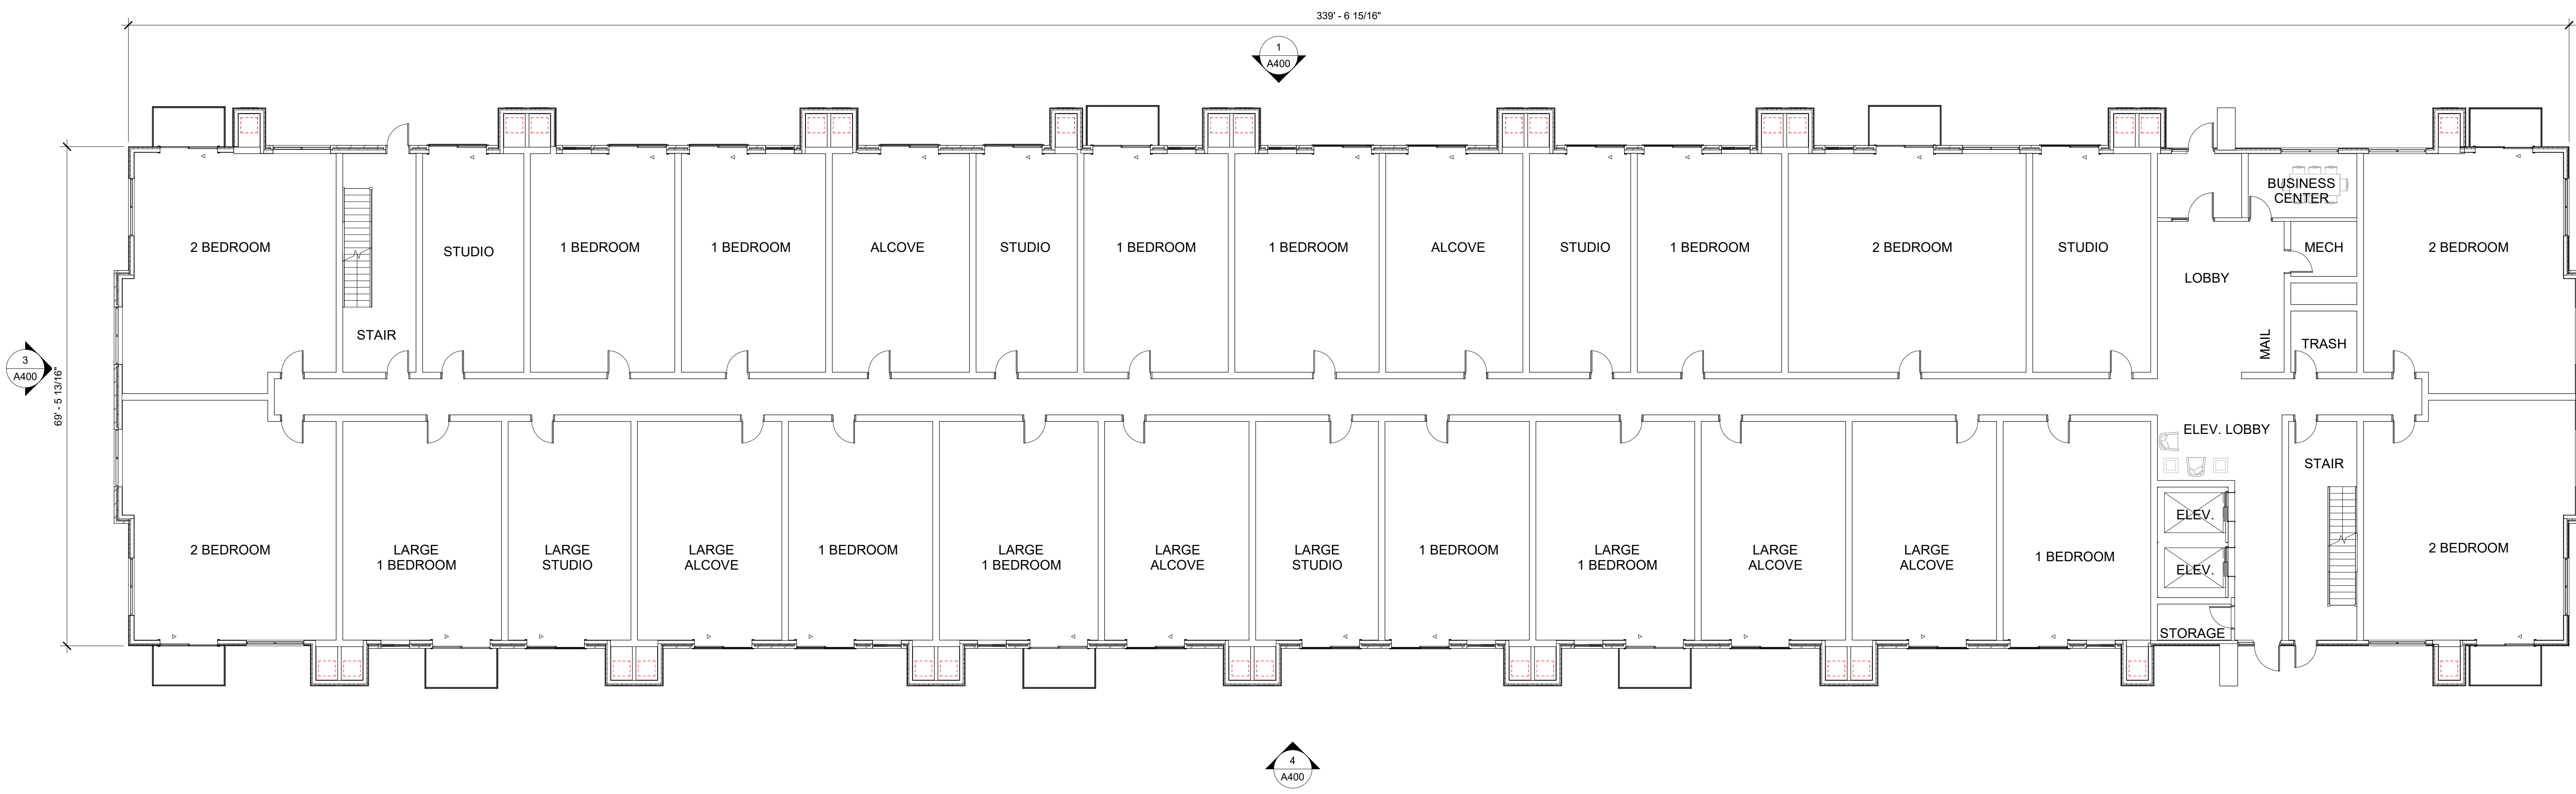 339' - 6 15/16"
1
A400
2 BEDROOM
STAIR
STUDIO
1 BEDROOM
1 BEDROOM
ALCOVE
STUDIO
1 BEDROOM
1 BEDROOM
ALCOVE
STUDIO
1 BEDROOM
2 BEDROOM
STUDIO
LOBBY
MAIL
BUSINESS
CENTER
MECH
TRASH
2 BEDROOM
3
A400
69' - 5 13/16"
2 BEDROOM
LARGE
1 BEDROOM
LARGE
STUDIO
LARGE
ALCOVE
1 BEDROOM
LARGE
1 BEDROOM
LARGE
ALCOVE
LARGE
STUDIO
1 BEDROOM
LARGE
1 BEDROOM
LARGE
ALCOVE
LARGE
ALCOVE
1 BEDROOM
ELEV. LOBBY
ELEV.
ELEV.
STORAGE
STAIR
2 BEDROOM
4
A400